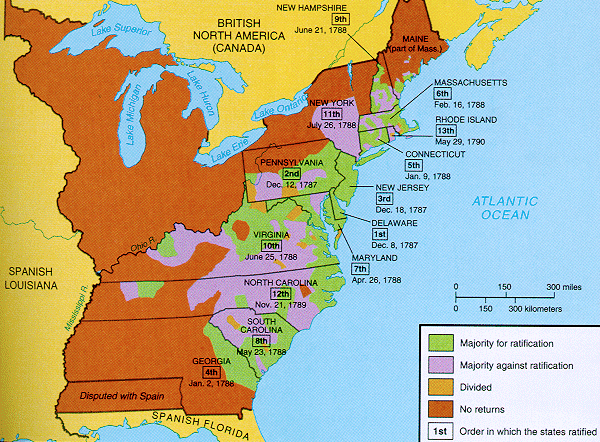 NEW HAMPSHIRE
9th
June 21, 1788
BRITISH
NORTH AMERICA
(CANADA)
Lake Superior
MAINE
(part of Mass.)
Lake Michigan
Lake Huron
Lake Ontario
Lake Erie
MASSACHUSETTS
6th
Feb. 16, 1788
NEW YORK
11th
July 26, 1788
RHODE ISLAND
13th
May 29, 1790
CONNECTICUT
5th
Jan. 9, 1788
PENNSYLVANIA
2nd
Dec. 12, 1787
NEW JERSEY
3rd
Dec. 18, 1787
ATLANTIC
OCEAN
DELAWARE
1st
Dec. 8, 1787
VIRGINIA
10th
June 25, 1788
Ohio R.
MARYLAND
7th
Apr. 26, 1788
SPANISH
LOUISIANA
Mississippi R.
NORTH CAROLINA
12th
Nov. 21, 1789
0 150 300 miles
0 150 300 kilometers
SOUTH
CAROLINA
8th
May 23, 1788
GEORGIA
4th
Jan. 2, 1788
Disputed with Spain
SPANISH FLORIDA
Majority for ratification
Majority against ratification
Divided
No returns
1st Order in which the states ratified